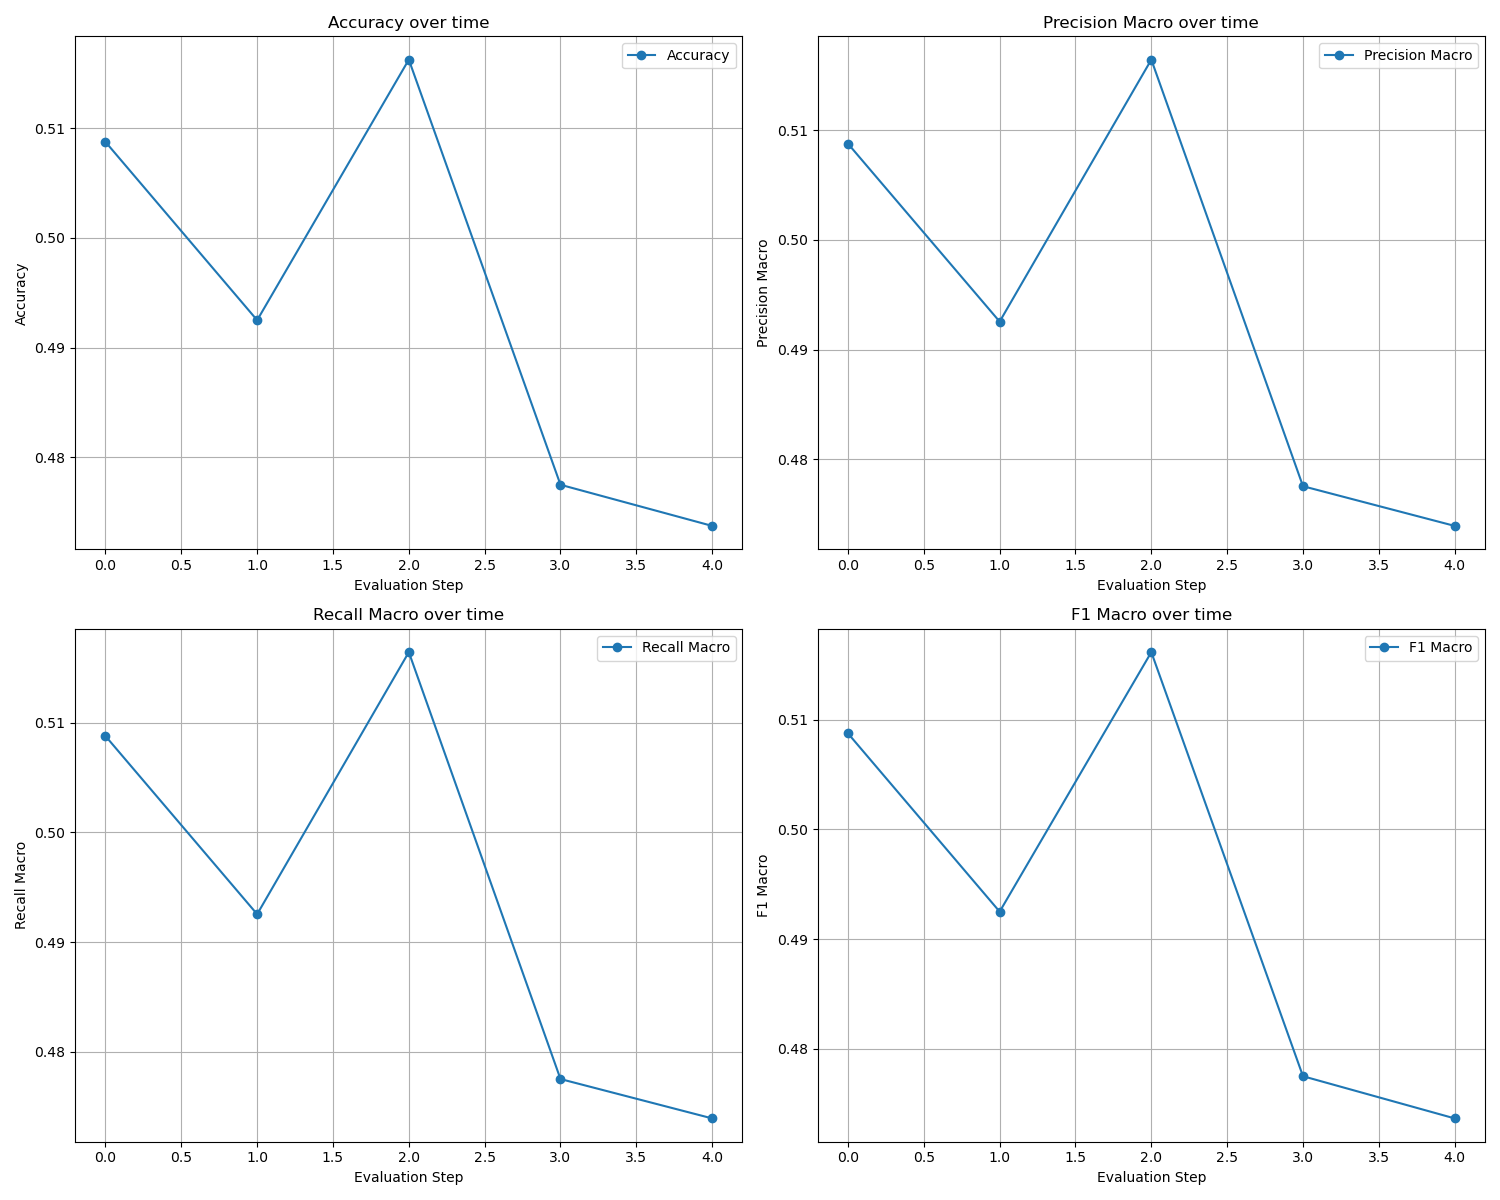 Accuracy over time
Accuracy
0.51
0.50
0.49
0.48
Accuracy
0.0 0.5 1.0 1.5 2.0 2.5 3.0 3.5 4.0
Evaluation Step
Precision Macro over time
Precision Macro
0.51
0.50
0.49
0.48
Precision Macro
0.0 0.5 1.0 1.5 2.0 2.5 3.0 3.5 4.0
Evaluation Step
Recall Macro over time
Recall Macro
0.51
0.50
0.49
0.48
Recall Macro
0.0 0.5 1.0 1.5 2.0 2.5 3.0 3.5 4.0
Evaluation Step
F1 Macro over time
F1 Macro
0.51
0.50
0.49
0.48
F1 Macro
0.0 0.5 1.0 1.5 2.0 2.5 3.0 3.5 4.0
Evaluation Step